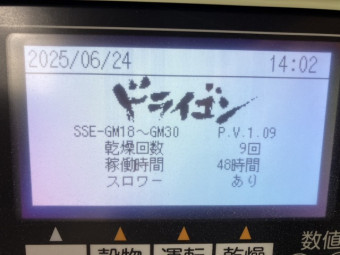 2025/06/24 14:02
ドライゴン
SSE-GM18～GM30 P.V.1.09
乾燥回数 9回
稼働時間 48時間
スロワー あり
数値
穀物 運転 乾燥